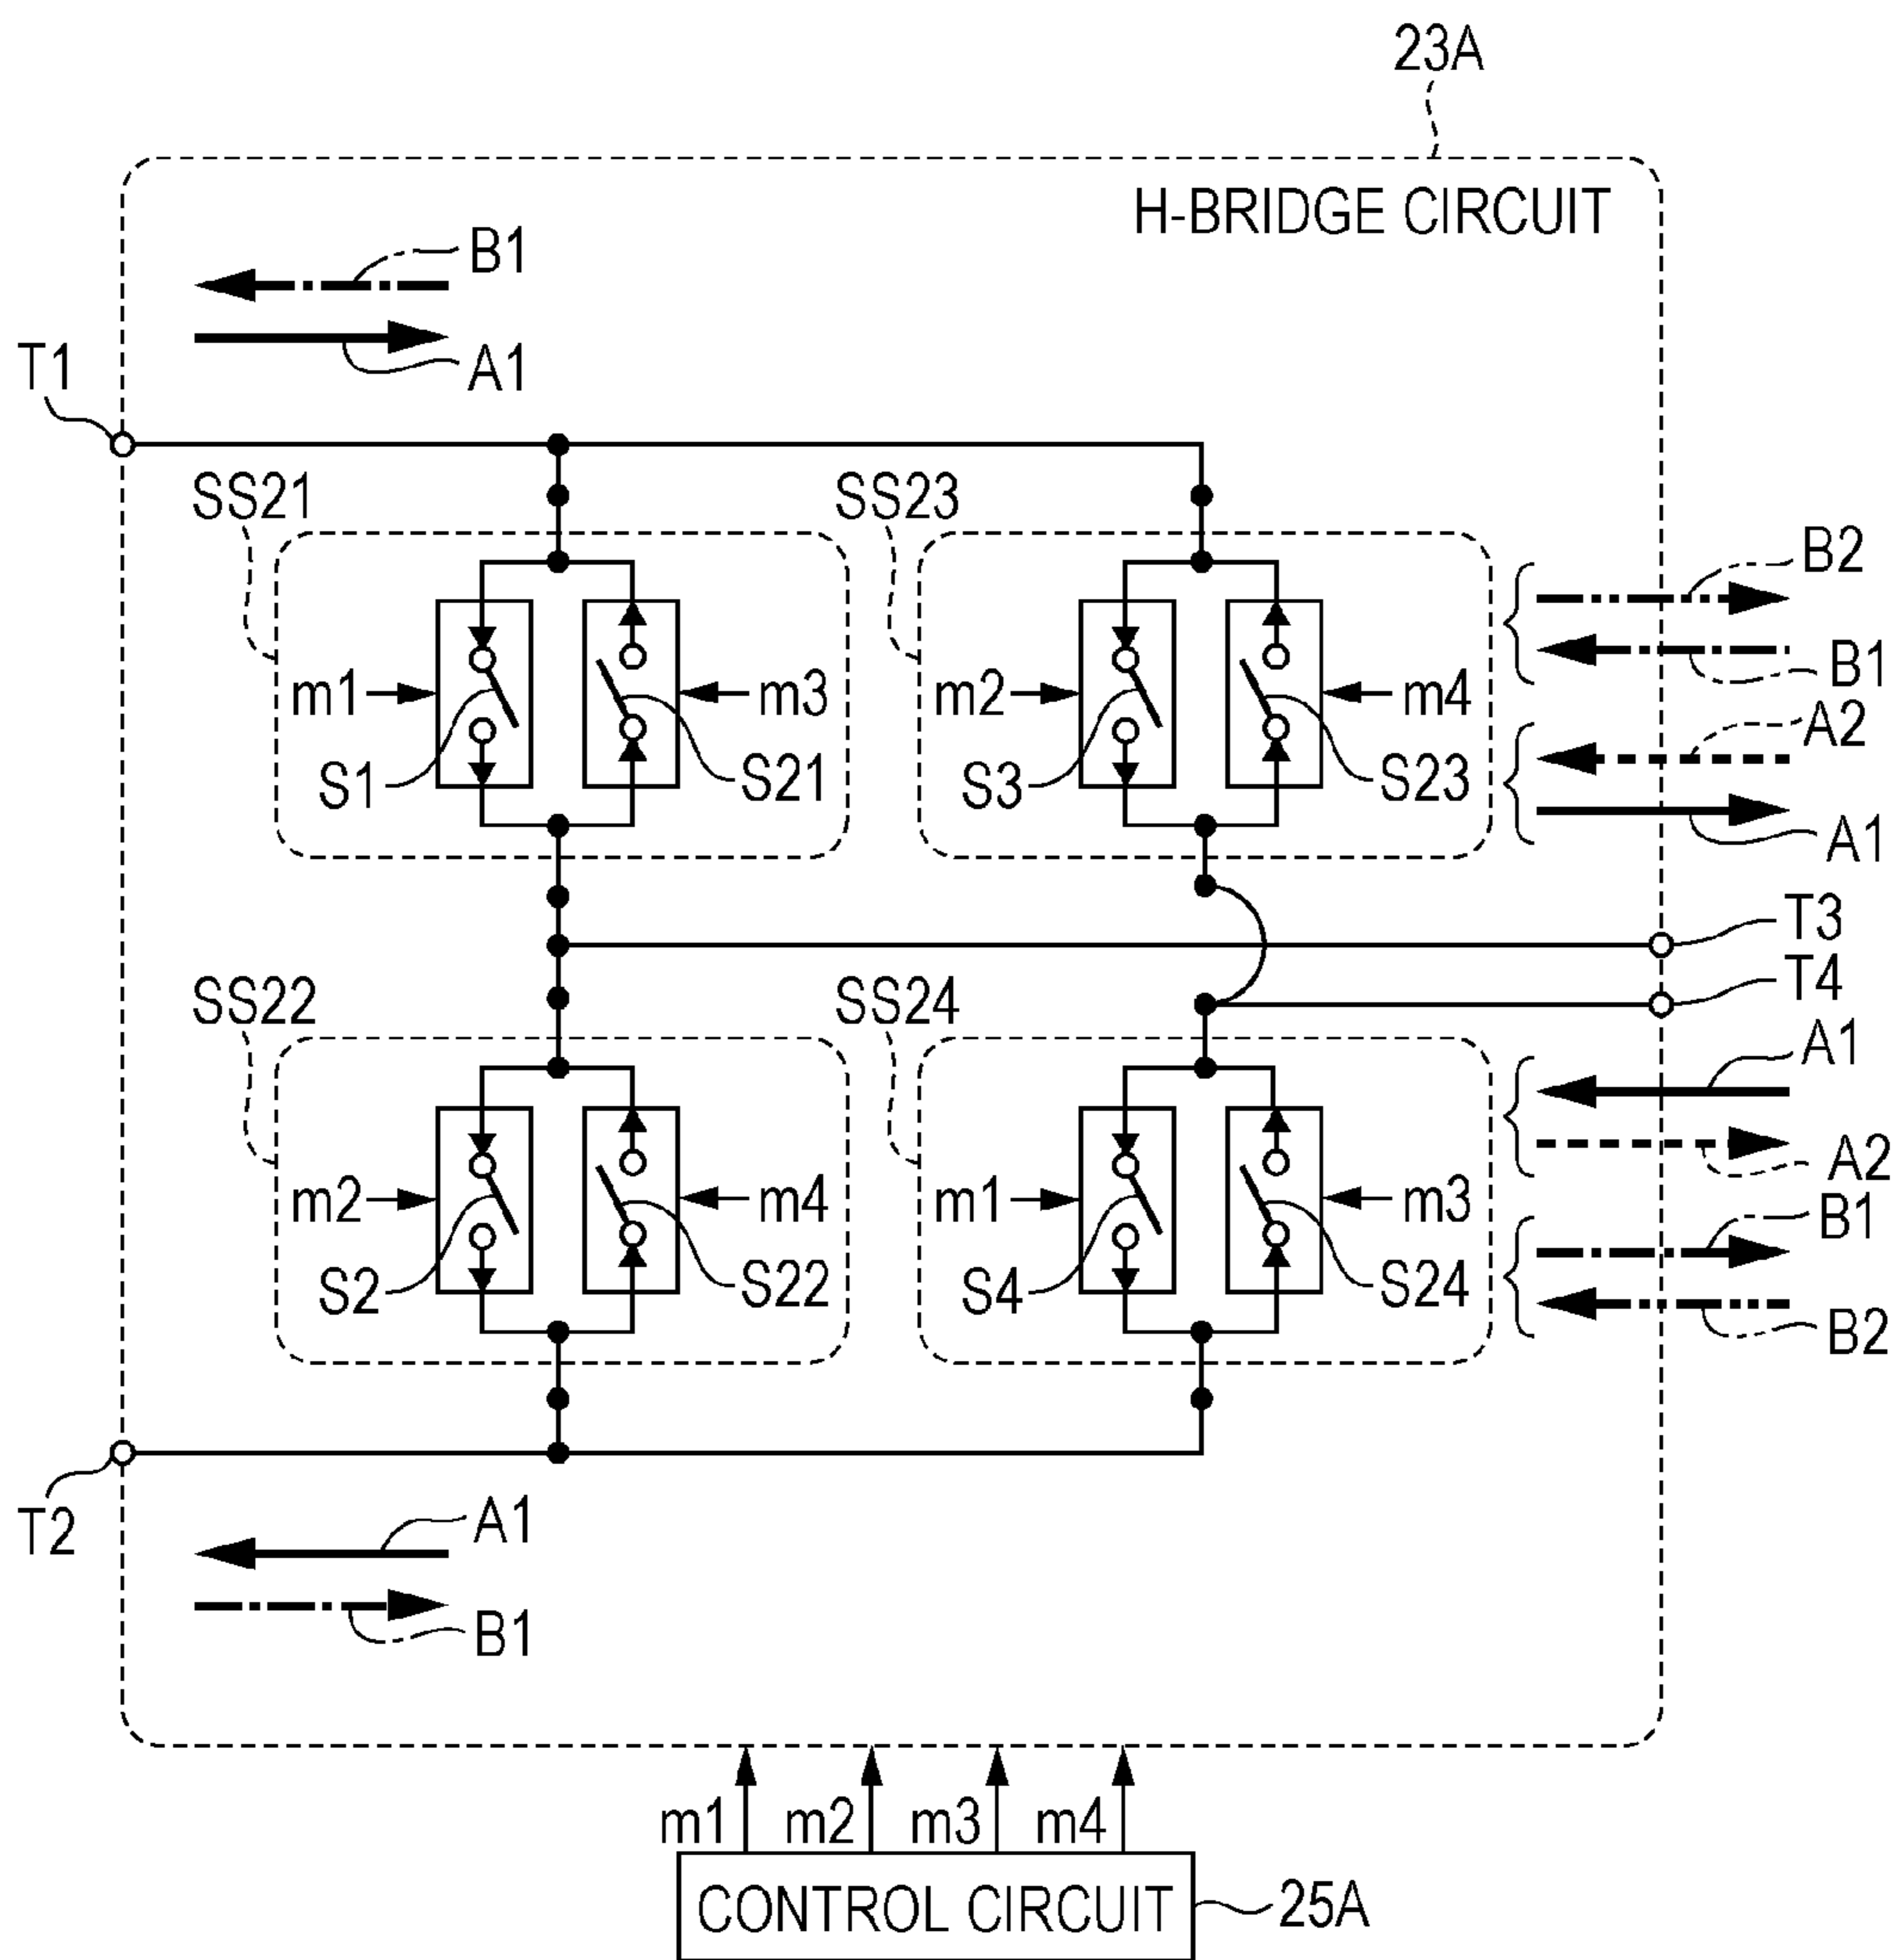 23A
H-BRIDGE CIRCUIT
B1
A1
T1
SS21
SS23
B2
B1
m1
m3
m2
m4
A2
S1
S21
S3
S23
A1
T3
T4
SS22
SS24
A1
A2
m2
m4
m1
m3
B1
S2
S22
S4
S24
B2
T2
A1
B1
m1
m2
m3
m4
CONTROL CIRCUIT
25A